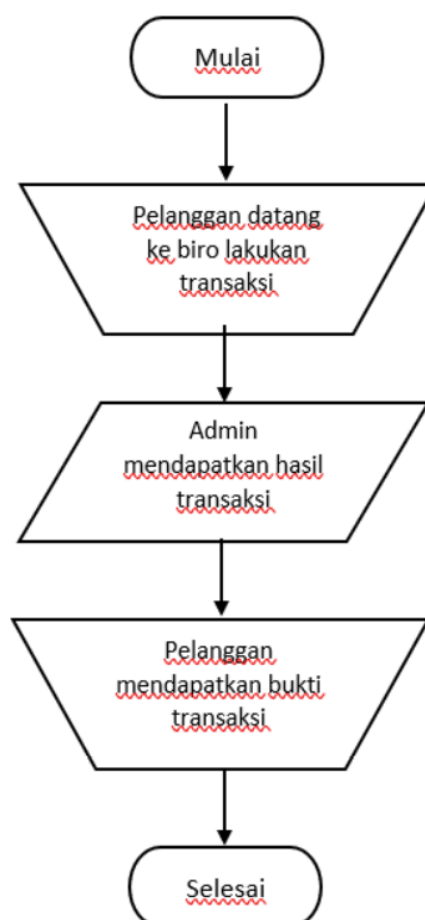 Mulai
Pelanggan datang
ke biro lakukan
transaksi
Admin
mendapatkan hasil
transaksi
Pelanggan
mendapatkan bukti
transaksi
Selesai